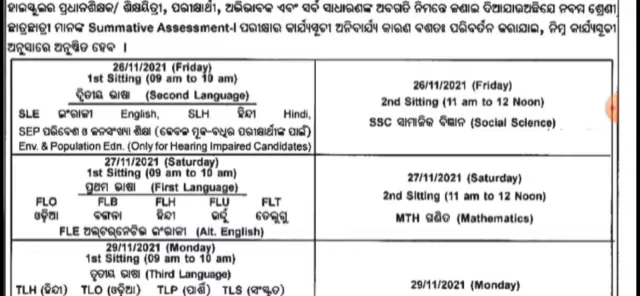 ହାଇସ୍କୁଲର ପ୍ରଧାନଶିକ୍ଷକ/ ଶିକ୍ଷୟିତ୍ରୀ, ପରୀକ୍ଷାର୍ଥୀ, ଅଭିଭାବକ ଏବଂ ସର୍ବ ସାଧାରଣଙ୍କ ଅବଗତି ନିମନ୍ତେ ଜଣାଇ ଦିଆଯାଉଅଛିଯେ ନବମ ଶ୍ରେଣୀ
ଛାତ୍ରଛାତ୍ରୀ ମାନଙ୍କ Summative Assessment-I ପରୀକ୍ଷାର କାର୍ଯ୍ୟସୂଚୀ ଅନିବାର୍ଯ୍ୟ କାରଣ ବଶତଃ ପରିବର୍ତ୍ତନ କରାଯାଇ, ନିମ୍ନ କାର୍ଯ୍ୟସୂଚୀ
ଅନୁସାରେ ଅନୁଷ୍ଠିତ ହେବ ।
26/11/2021 (Friday)
1st Sitting (09 am to 10 am)
ଦ୍ଵିତୀୟ ଭାଷା (Second Language)
SLE ଇଂରାଜୀ English, SLH ହିନ୍ଦୀ Hindi,
SEP ପରିବେଶ ଓ ଜନସଂଖ୍ୟା ଶିକ୍ଷା (କେବଳ ମୂକ-ବଧିର ପରୀକ୍ଷାର୍ଥୀଙ୍କ ପାଇଁ)
Env. & Population Edn. (Only for Hearing Impaired Candidates)
26/11/2021 (Friday)
2nd Sitting (11 am to 12 Noon)
SSC ସାମାଜିକ ବିଜ୍ଞାନ (Social Science)
27/11/2021 (Saturday)
1st Sitting (09 am to 10 am)
ପ୍ରଥମ ଭାଷା (First Language)
FLO FLB FLH FLU FLT
ଓଡ଼ିଆ ବଙ୍ଗଳା ହିନ୍ଦୀ ଉର୍ଦ୍ଦୁ ତେଲୁଗୁ
FLE ଅଲ୍ଟରନେଟିଭ ଇଂରାଜୀ (Alt. English)
27/11/2021 (Saturday)
2nd Sitting (11 am to 12 Noon)
MTH ଗଣିତ (Mathematics)
29/11/2021 (Monday)
1st Sitting (09 am to 10 am)
ତୃତୀୟ ଭାଷା (Third Language)
TLH (ହିନ୍ଦୀ) TLO (ଓଡ଼ିଆ) TLP (ପାର୍ଶି) TLS (ସଂସ୍କୃତ)
29/11/2021 (Monday)